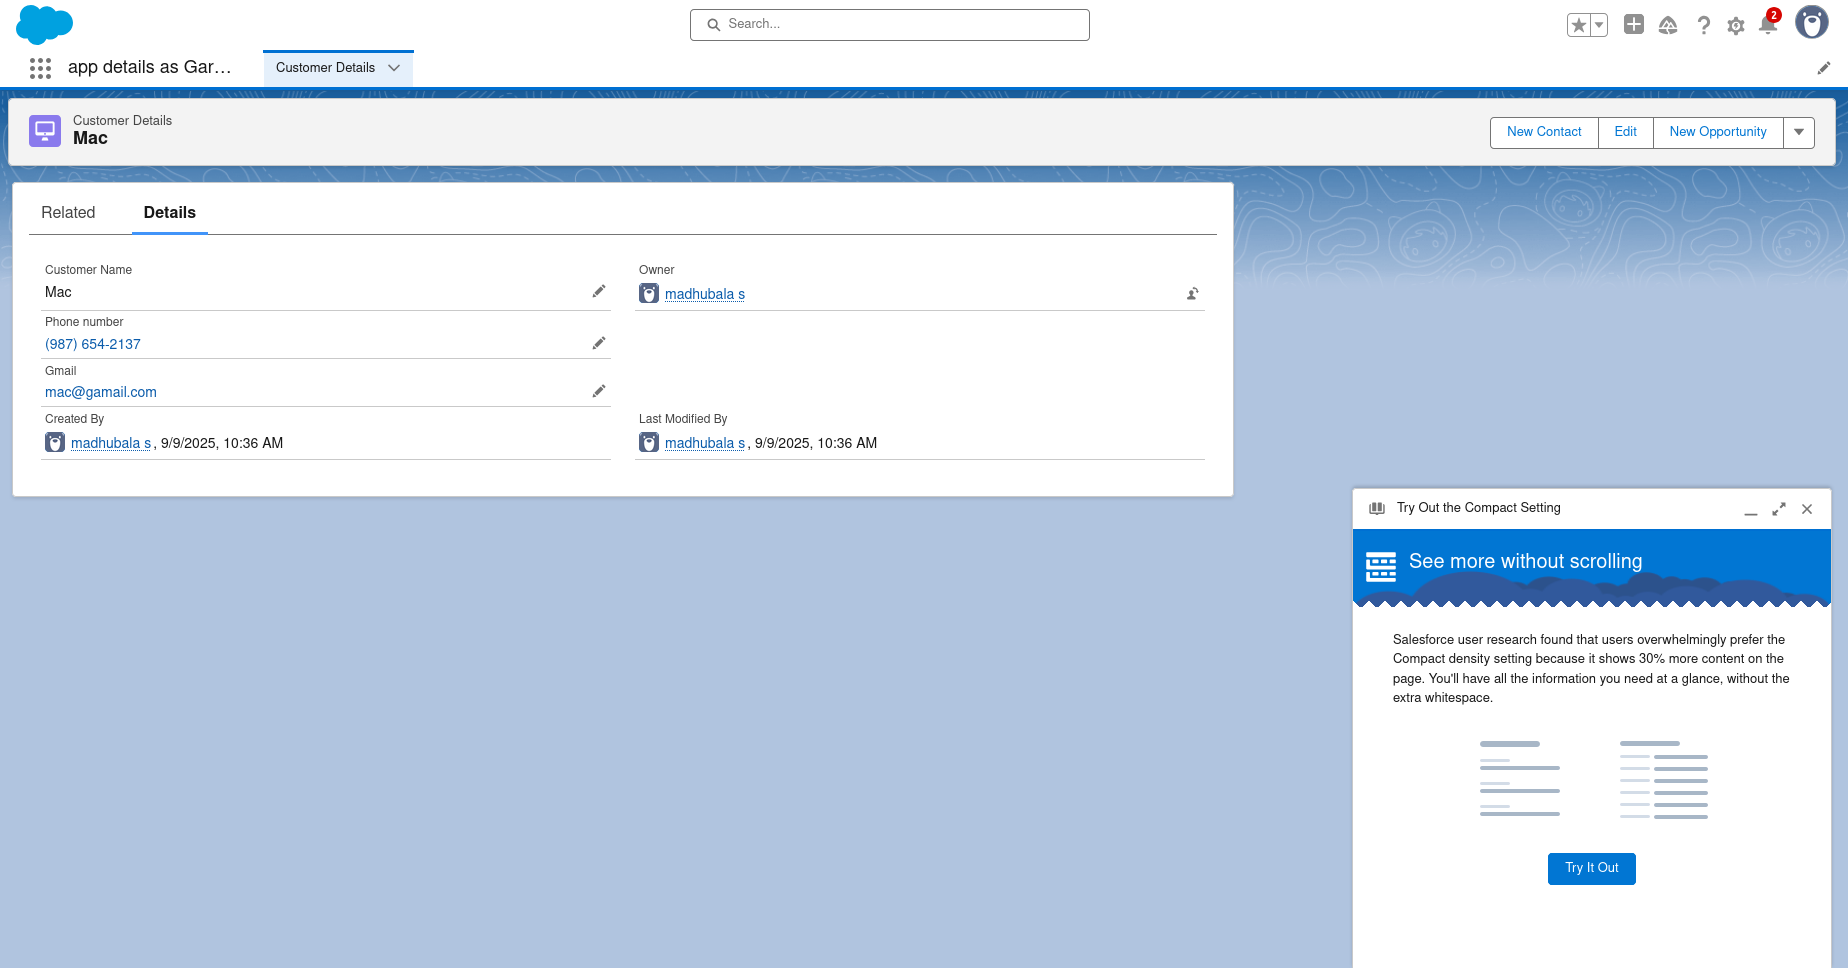 Search...
2
app details as Gar...
Customer Details
Customer Details
Mac
New Contact
Edit
New Opportunity
Related
Details
Customer Name
Mac
Owner
madhubala s
Phone number
(987) 654-2137
Gmail
mac@gamail.com
Created By
madhubala s, 9/9/2025, 10:36 AM
Last Modified By
madhubala s, 9/9/2025, 10:36 AM
Try Out the Compact Setting
See more without scrolling
Salesforce user research found that users overwhelmingly prefer the
Compact density setting because it shows 30% more content on the
page. You'll have all the information you need at a glance, without the
extra whitespace.
Try It Out